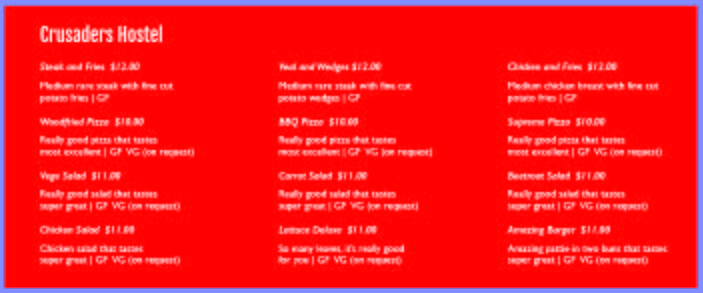 Crusaders Hostel
Steak and Fries $12.00
Medium rare steak with fine cut
potato fries | GF
Woodfried Pizza $10.00
Really good pizza that tastes
most excellent | GF VG (on request)
Vege Salad $11.00
Really good salad that tastes
super great | GF VG (on request)
Chicken Salad $11.00
Chicken salad that tastes
super great | GF VG (on request)
and Wedges $12.00
Medium rare steak with fine cut
potato wedges | GF
BBQ Pizza $10.00
Really good pizza that tastes
most excellent | GF VG (on request)
Carrot Salad $11.00
Really good salad that tastes
super great | GF VG (on request)
Lettuce Deluxe $11.00
So many leaves, it's really good
for you | GF VG (on request)
Chicken and Fries $12.00
Medium chicken breast with fine cut
potato fries | GF
Supreme Pizza $10.00
Really good pizza that tastes
most excellent | GF VG (on request)
Beetroot Salad $11.00
Really good salad that tastes
super great | GF VG (on request)
Amazing Burger $11.00
Amazing pattie in two buns that tastes
super great | GF VG (on request)